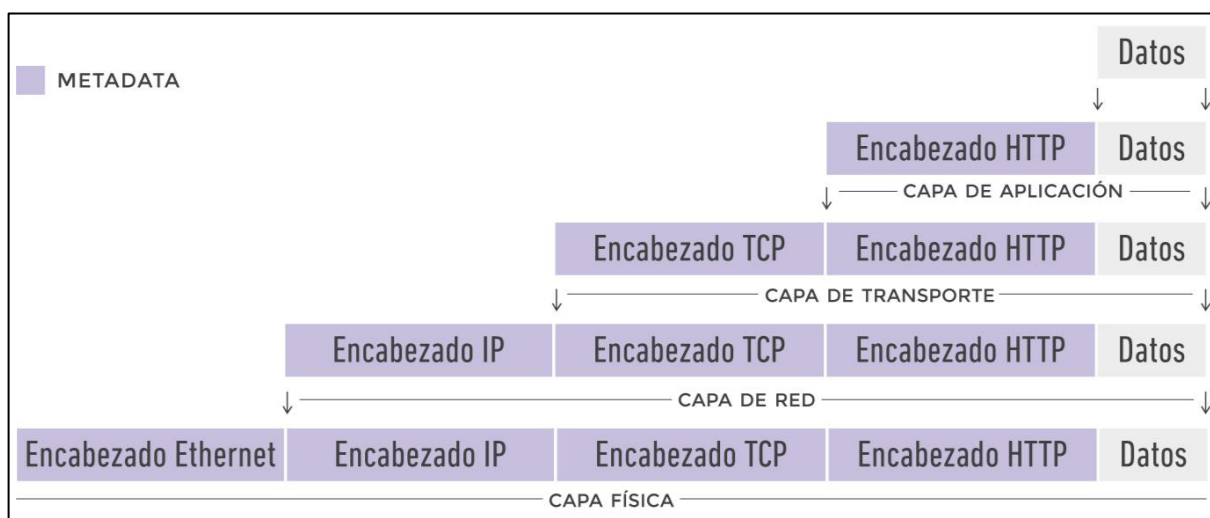 Datos
METADATA
Encabezado HTTP Datos
CAPA DE APLICACIÓN
Encabezado TCP Encabezado HTTP Datos
CAPA DE TRANSPORTE
Encabezado IP Encabezado TCP Encabezado HTTP Datos
CAPA DE RED
Encabezado Ethernet Encabezado IP Encabezado TCP Encabezado HTTP Datos
CAPA FÍSICA